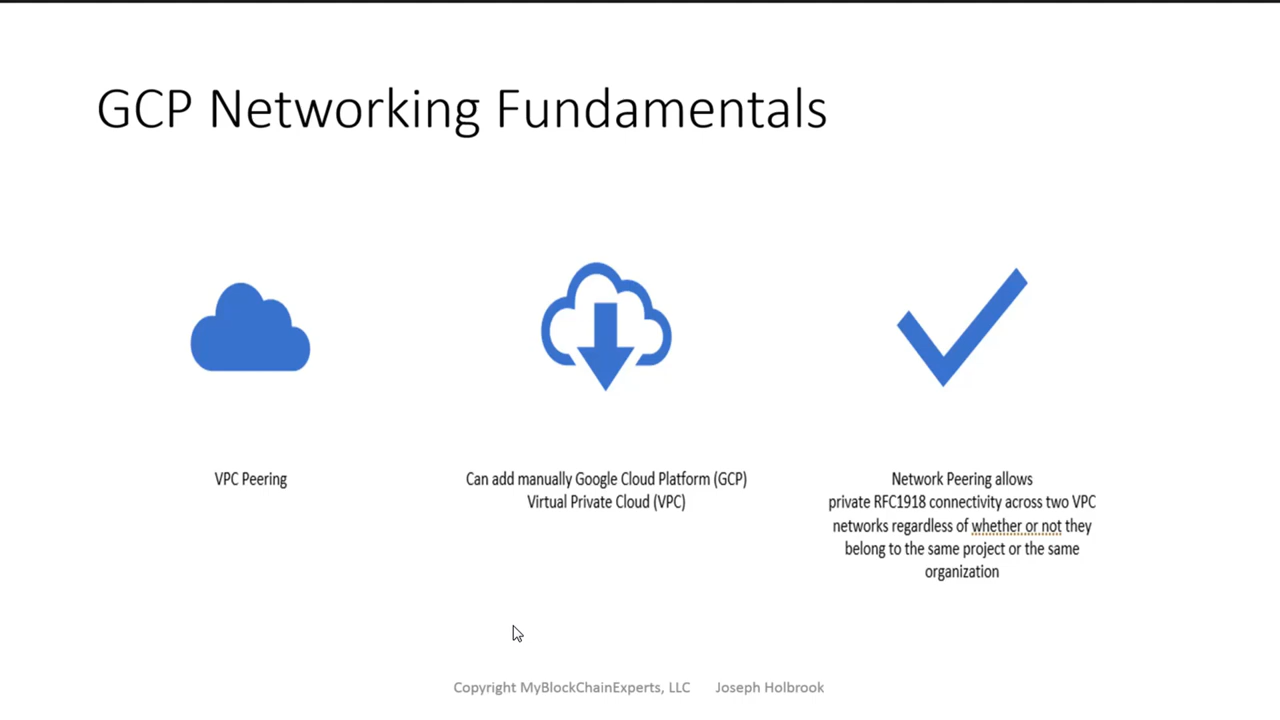 GCP Networking Fundamentals
VPC Peering
Can add manually Google Cloud Platform (GCP)
Virtual Private Cloud (VPC)
Network Peering allows
private RFC1918 connectivity across two VPC
networks regardless of whether or not they
belong to the same project or the same
organization
Copyright MyBlockChainExperts, LLC Joseph Holbrook